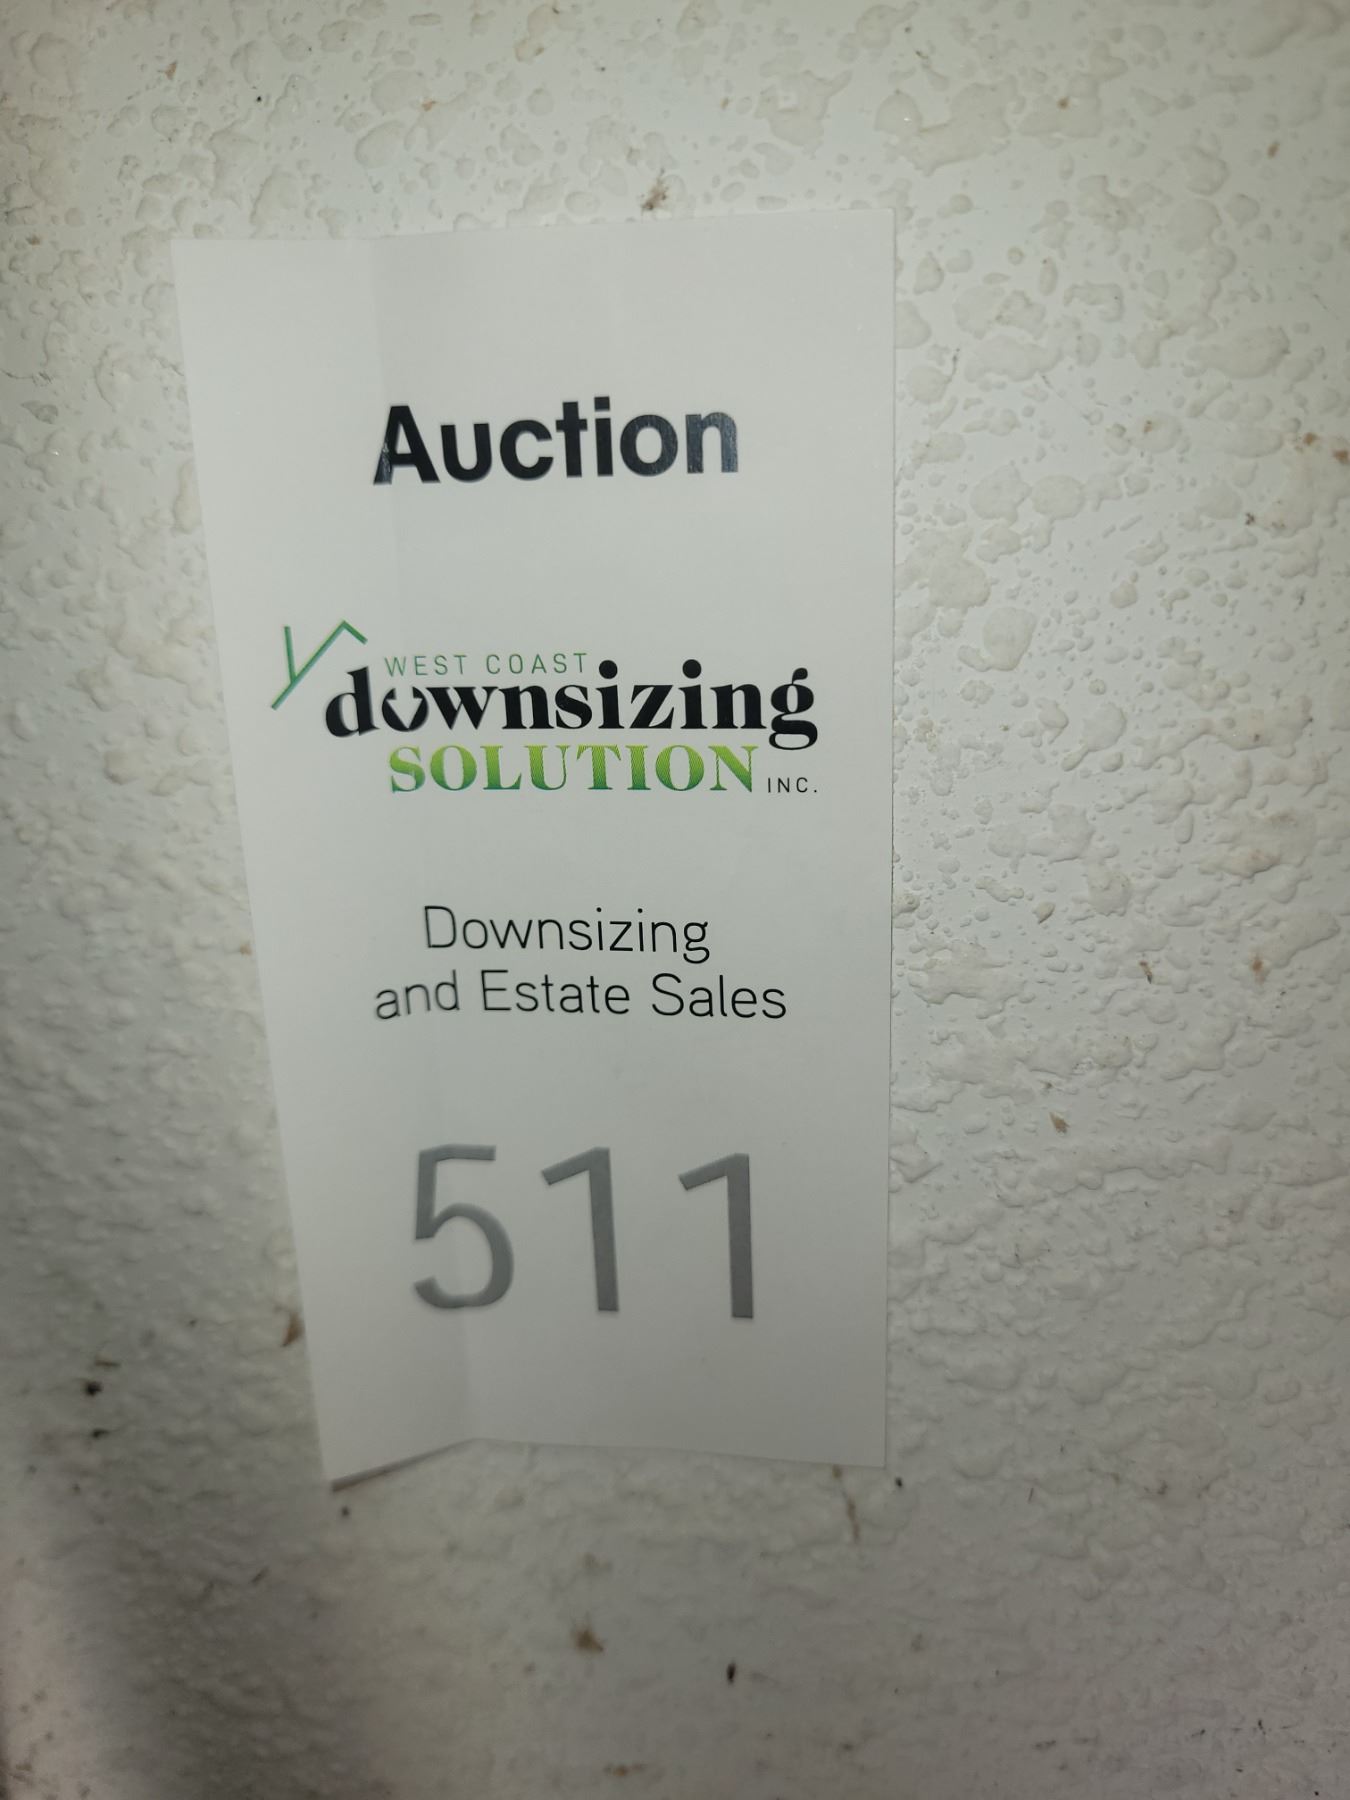 Auction
WEST COAST
downsizing
SOLUTION INC.
Downsizing
and Estate Sales
511